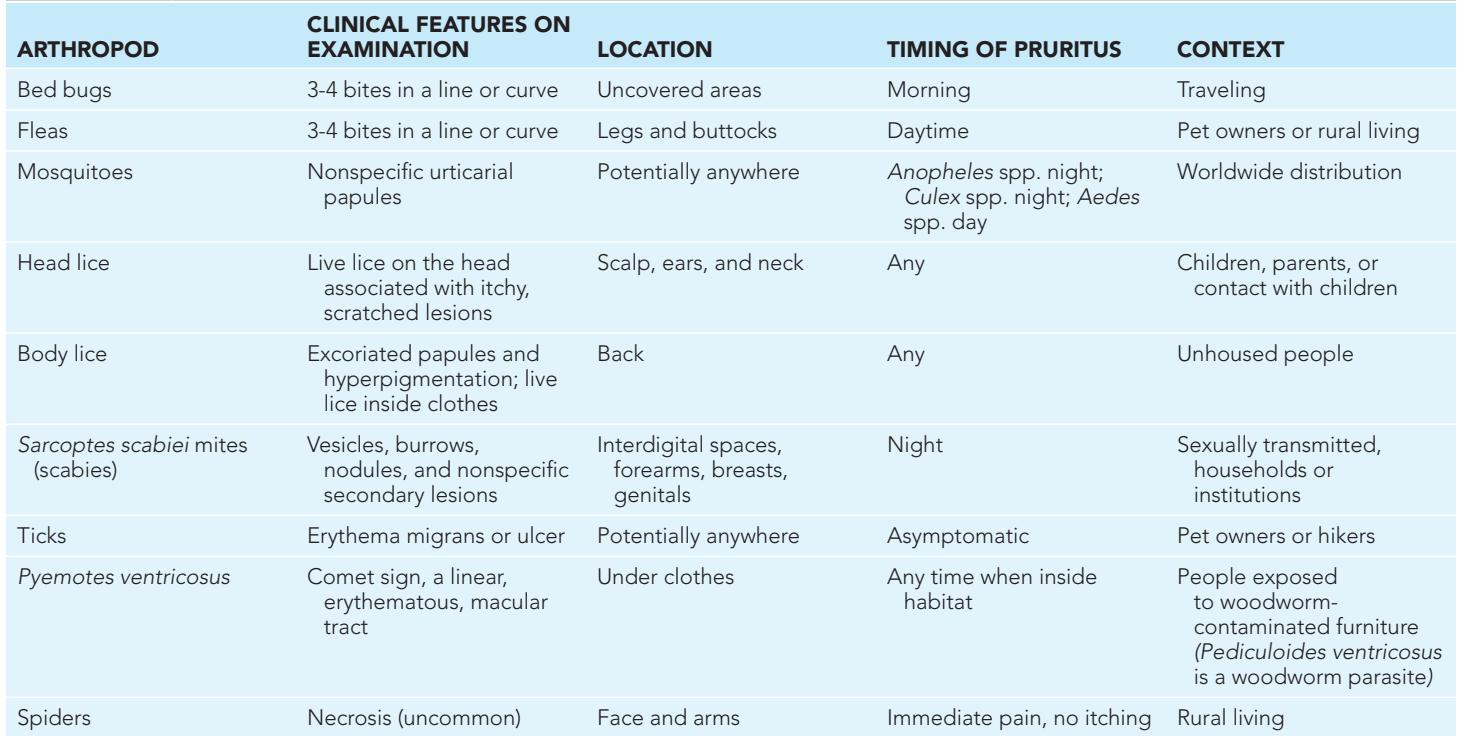 ARTHROPOD
CLINICAL FEATURES ON
EXAMINATION
LOCATION
TIMING OF PRURITUS
CONTEXT
Bed bugs
3-4 bites in a line or curve
Uncovered areas
Morning
Traveling
Fleas
3-4 bites in a line or curve
Legs and buttocks
Daytime
Pet owners or rural living
Mosquitoes
Nonspecific urticarial
papules
Potentially anywhere
Anopheles spp. night;
Culex spp. night; Aedes
spp. day
Worldwide distribution
Head lice
Live lice on the head
associated with itchy,
scratched lesions
Scalp, ears, and neck
Any
Children, parents, or
contact with children
Body lice
Excoriated papules and
hyperpigmentation; live
lice inside clothes
Back
Any
Unhoused people
Sarcoptes scabiei mites
(scabies)
Vesicles, burrows,
nodules, and nonspecific
secondary lesions
Interdigital spaces,
forearms, breasts,
genitals
Night
Sexually transmitted,
households or
institutions
Ticks
Erythema migrans or ulcer
Potentially anywhere
Asymptomatic
Pet owners or hikers
Pyemotes ventricosus
Comet sign, a linear,
erythematous, macular
tract
Under clothes
Any time when inside
habitat
People exposed
to woodworm-
contaminated furniture
(Pediculoides ventricosus
is a woodworm parasite)
Spiders
Necrosis (uncommon)
Face and arms
Immediate pain, no itching
Rural living